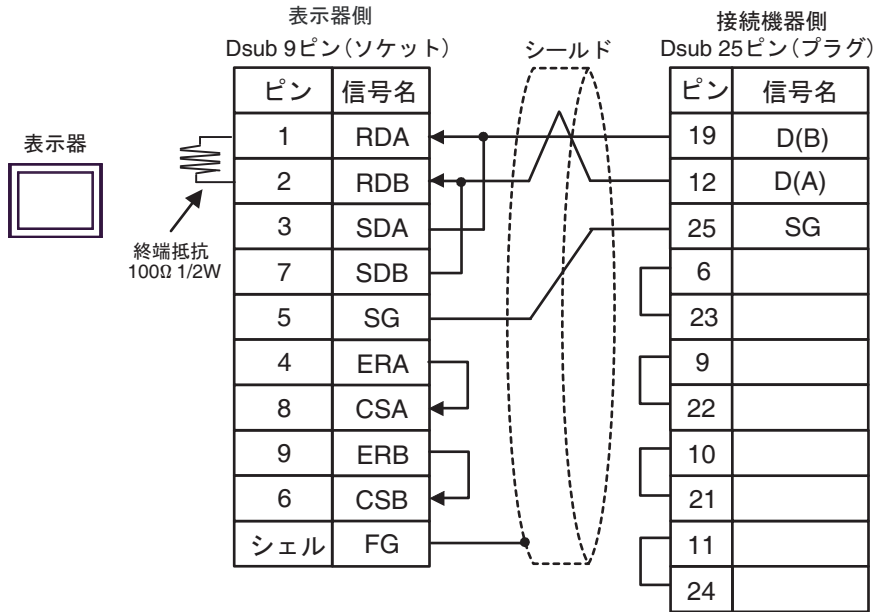 表示器側
Dsub 9ピン(ソケット)
シールド
接続機器側
Dsub 25ピン(プラグ)
表示器
終端抵抗
100Ω 1/2W
ピン 信号名
1 RDA
2 RDB
3 SDA
7 SDB
5 SG
4 ERA
8 CSA
9 ERB
6 CSB
シェル FG
ピン 信号名
19 D(B)
12 D(A)
25 SG
6
23
9
22
10
21
11
24